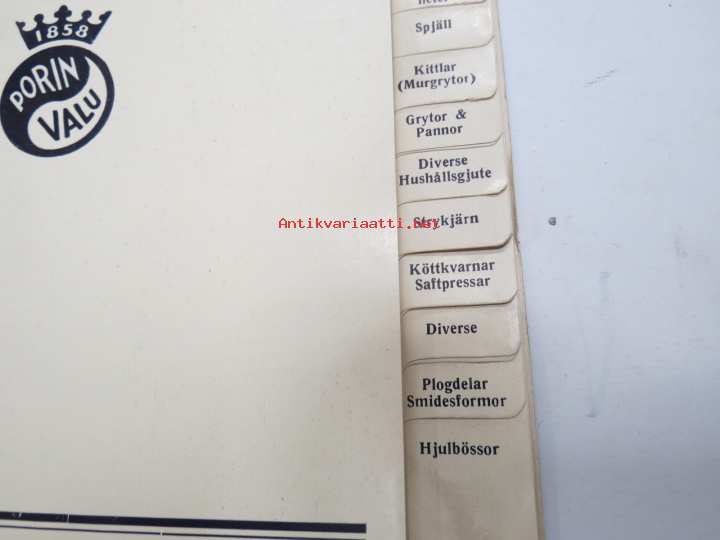 1858
PORIN
VALU
Spjäll
Kittlar
(Murgrytor)
Grytor &
Pannor
Diverse
Hushållsgjute
Antikvariaatti.net
Strykjärn
Köttkvarnar
Saftpressar
Diverse
Plogdelar
Smidesformor
Hjulbössor